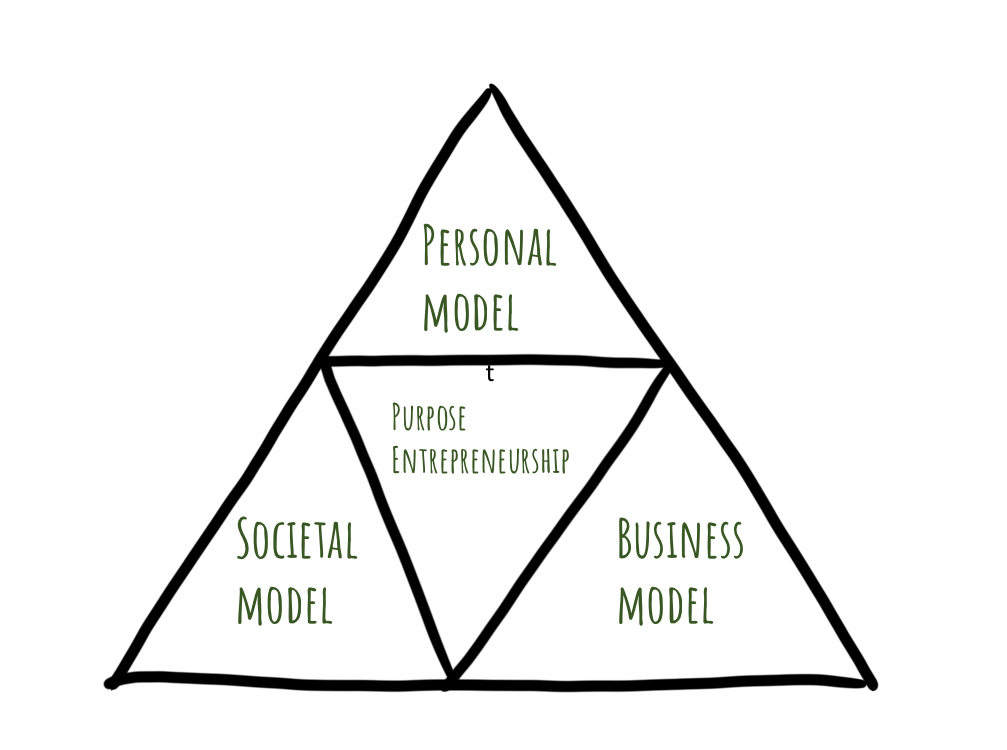 Personal
model
t
Purpose
Entrepreneurship
Societal
model
Business
model